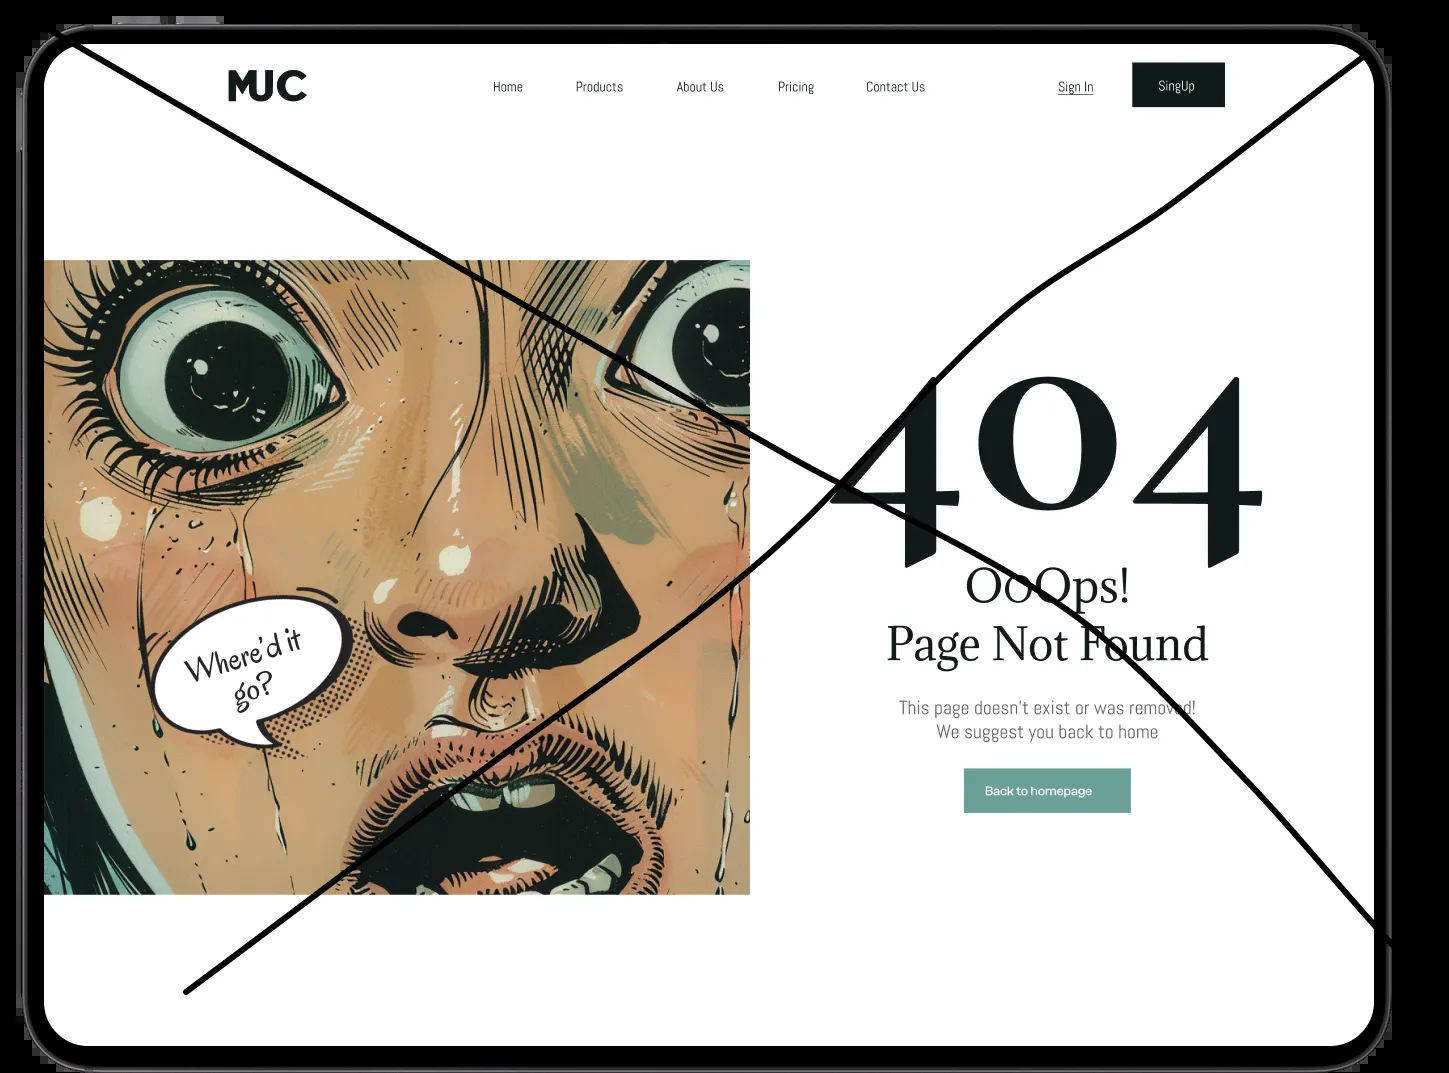 MJC
Home Products About Us Pricing Contact Us Sign In SingUp
Where'd it
go?
404
OoOps!
Page Not Found
This page doesn't exist or was removed!
We suggest you back to home
Back to homepage